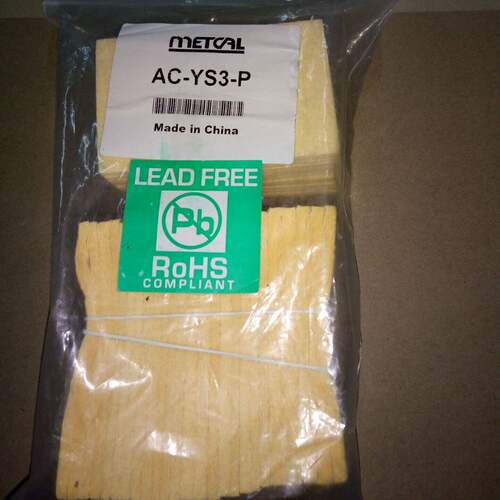 METCAL
AC-YS3-P
Made in China
LEAD FREE
Pb
RoHS
COMPLIANT